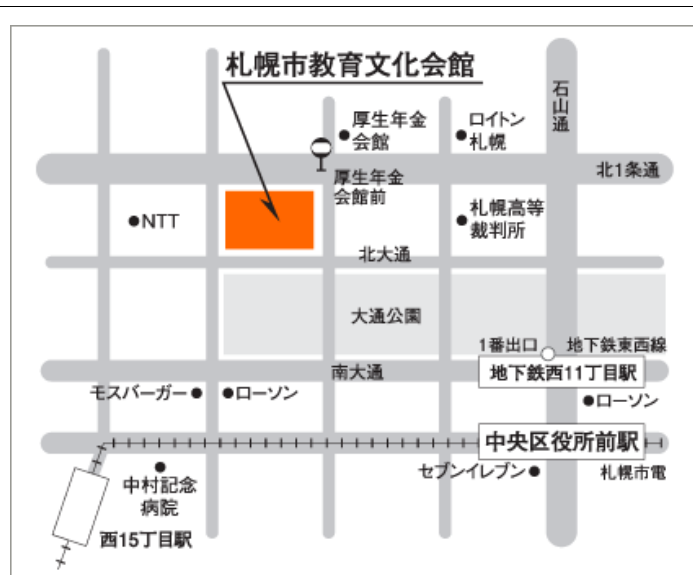 札幌市教育文化会館
石山通
厚生年金
会館
ロイトン
札幌
北1条通
厚生年金
会館前
NTT
札幌高等
裁判所
北大通
大通公園
1番出口
地下鉄東西線
南大通
地下鉄西11丁目駅
モスバーガー
ローソン
ローソン
中央区役所前駅
セブンイレブン
札幌市電
中村記念
病院
西15丁目駅